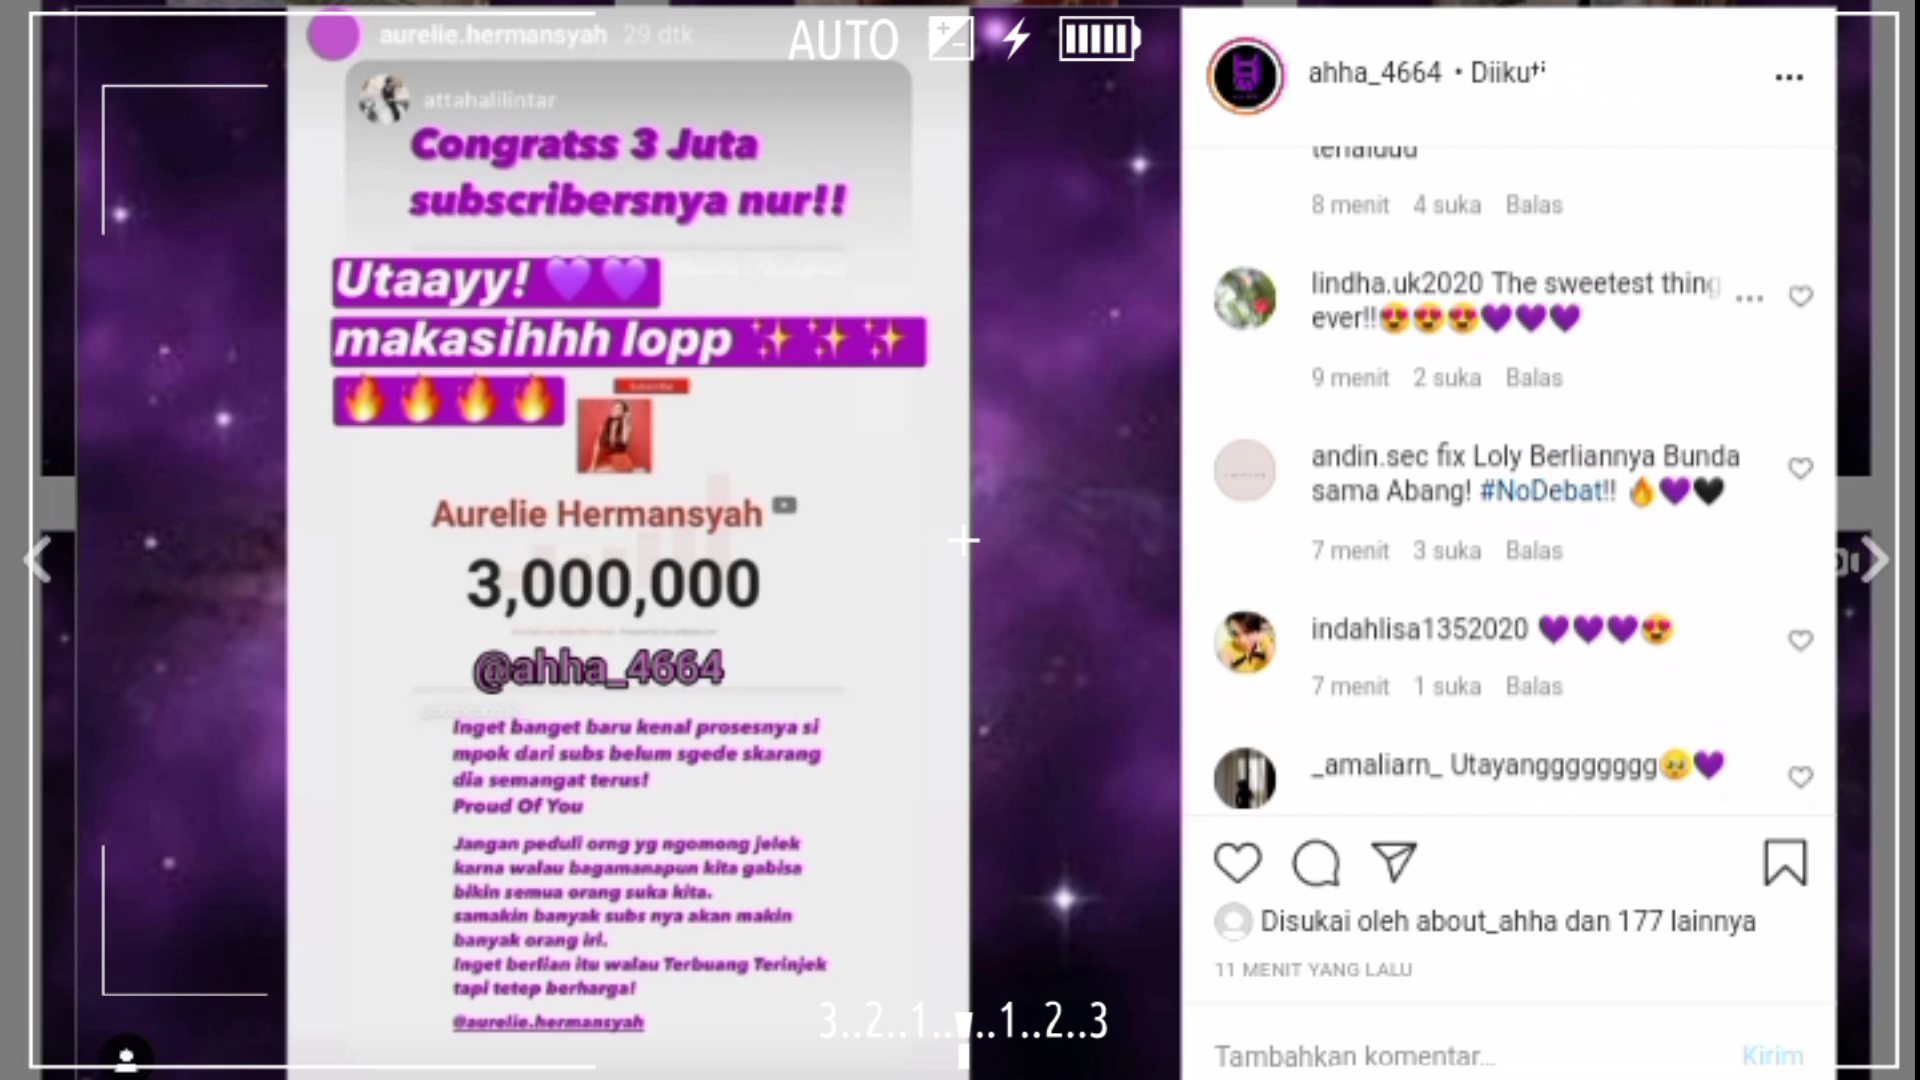 aurelie.hermansyah 29 dtk
attahalilintar
Congratss 3 Juta
subscribersnya nur!!
Utaayy! 💜💜
makasihhh lopp ✨✨✨
🔥🔥🔥🔥
Subscribe
Aurelie Hermansyah
3,000,000
@ahha_4664
Inget banget baru kenal prosesnya si
mpok dari subs belum sgede skarang
dia semangat terus!
Proud Of You
Jangan peduli orng yg ngomong jelek
karna walau bagamanapun kita gabisa
bikin semua orang suka kita.
samakin banyak subs nya akan makin
banyak orang iri.
Inget berlian itu walau Terbuang Terinjek
tapi tetep berharga!
@aurelie.hermansyah
AUTO
3..2..1.. ..1..2..3
ahha_4664 • Diikuti
8 menit 4 suka Balas
lindha.uk2020 The sweetest thing
ever!!😍😍😍💜💜💜
9 menit 2 suka Balas
andin.sec fix Loly Berliannya Bunda
sama Abang! #NoDebat!! 🔥💜🖤
7 menit 3 suka Balas
indahlisa1352020 💜💜💜😍
7 menit 1 suka Balas
_amaliarn_ Utayanggggggggg🥺💜
Disukai oleh about_ahha dan 177 lainnya
11 MENIT YANG LALU
Tambahkan komentar... Kirim